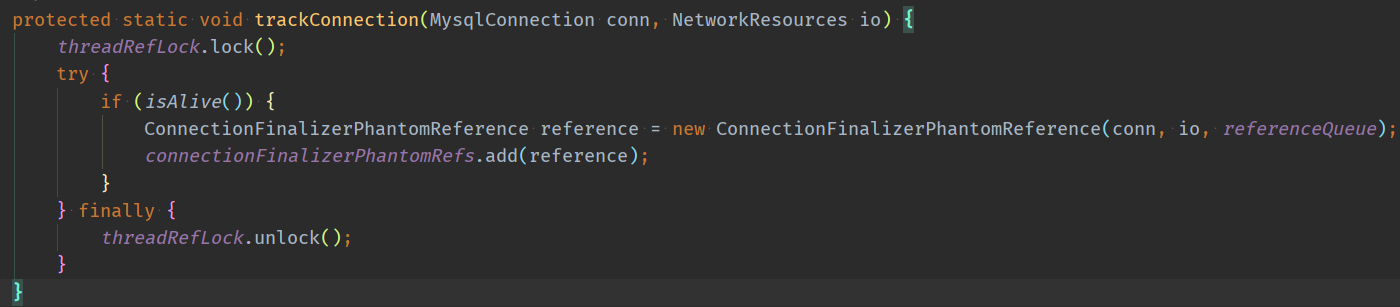 protected static void trackConnection(MysqlConnection conn, NetworkResources io) {
    threadRefLock.lock();
    try {
        if (isAlive()) {
            ConnectionFinalizerPhantomReference reference = new ConnectionFinalizerPhantomReference(conn, io, referenceQueue);
            connectionFinalizerPhantomRefs.add(reference);
        }
    } finally {
        threadRefLock.unlock();
    }
}